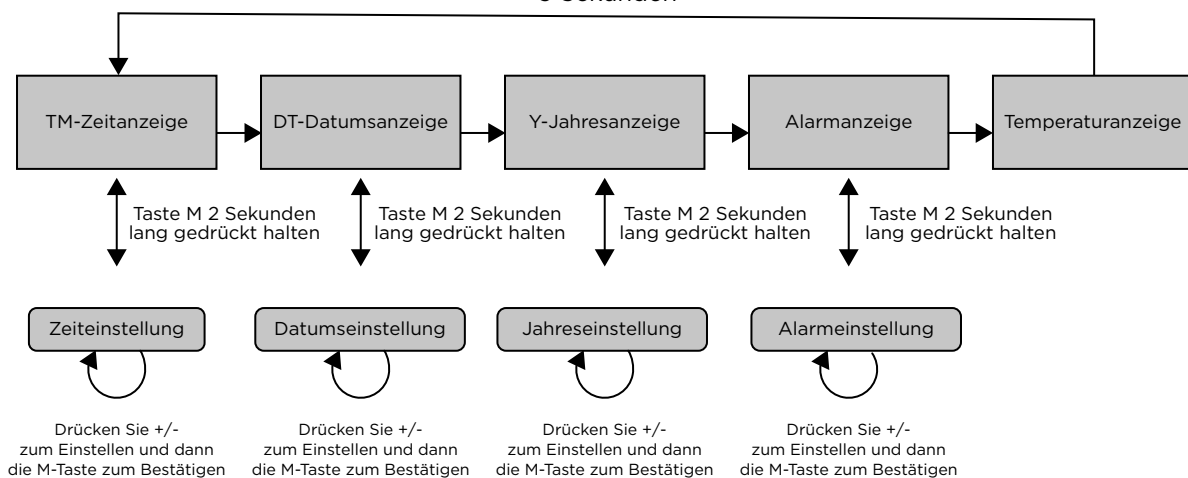 TM-Zeitanzeige
DT-Datumsanzeige
Y-Jahresanzeige
Alarmanzeige
Temperaturanzeige
Taste M 2 Sekunden
lang gedrückt halten
Taste M 2 Sekunden
lang gedrückt halten
Taste M 2 Sekunden
lang gedrückt halten
Taste M 2 Sekunden
lang gedrückt halten
Zeiteinstellung
Datumseinstellung
Jahreseinstellung
Alarmeinstellung
Drücken Sie +/-
zum Einstellen und dann
die M-Taste zum Bestätigen
Drücken Sie +/-
zum Einstellen und dann
die M-Taste zum Bestätigen
Drücken Sie +/-
zum Einstellen und dann
die M-Taste zum Bestätigen
Drücken Sie +/-
zum Einstellen und dann
die M-Taste zum Bestätigen